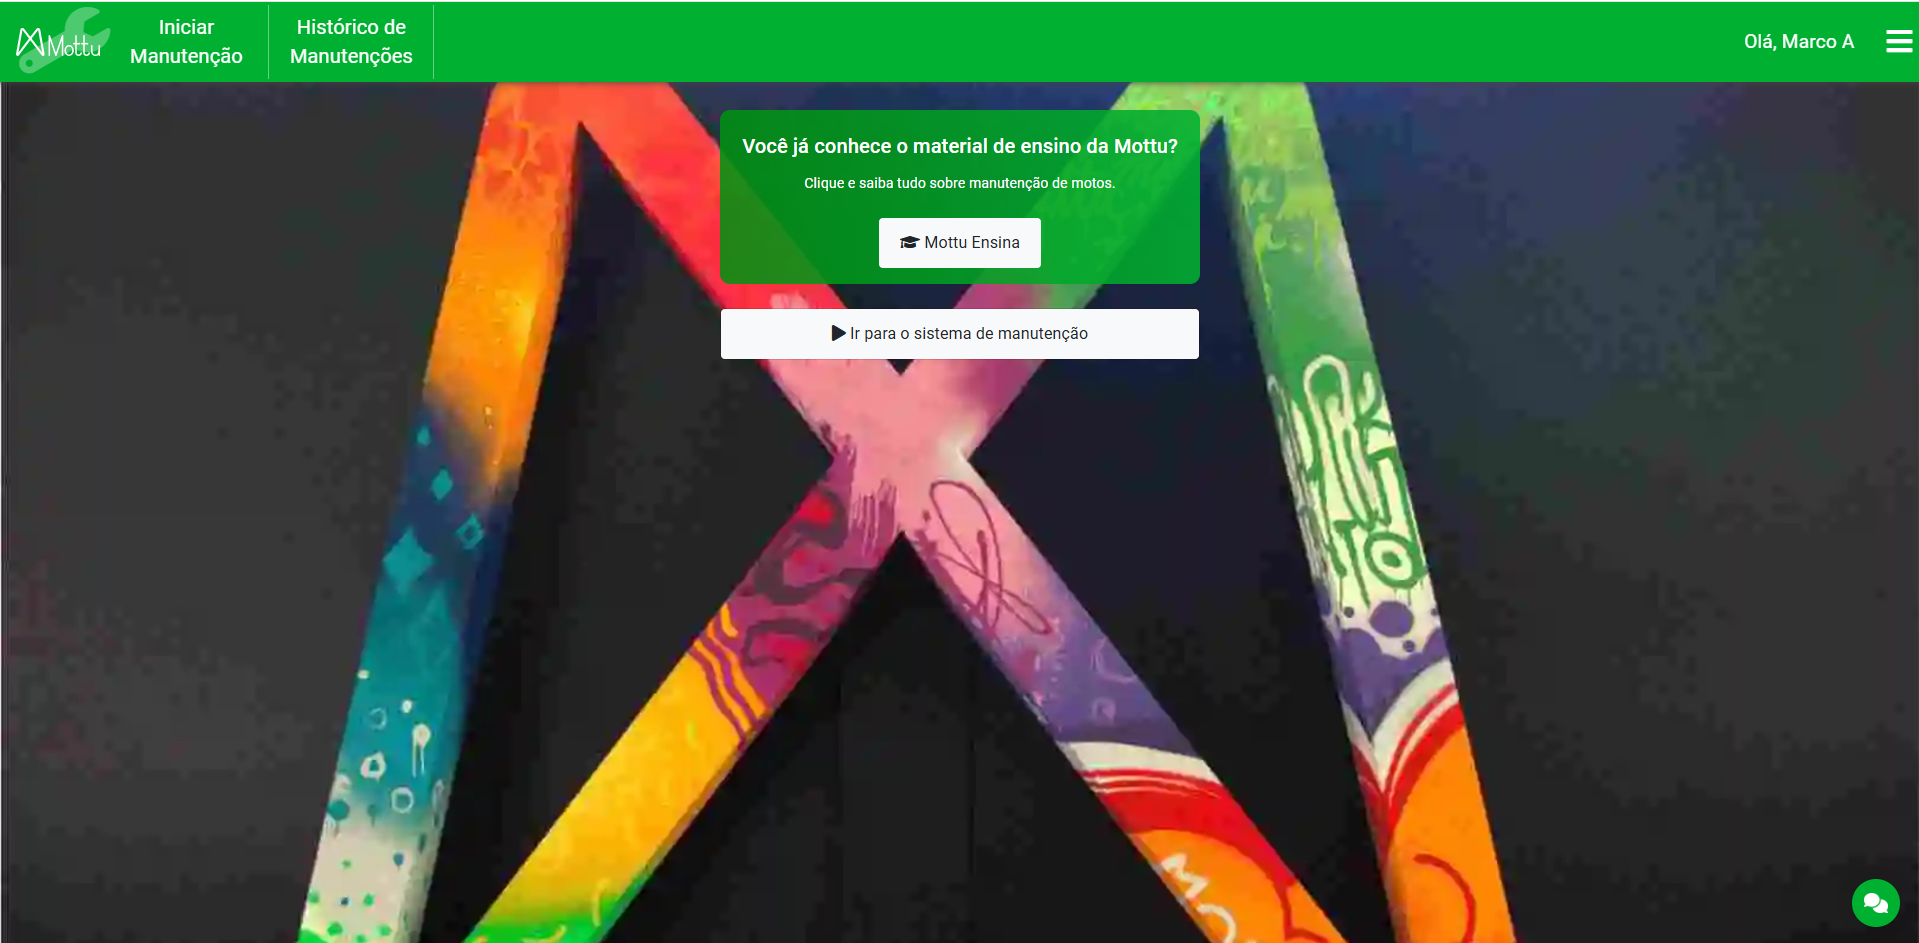 Mottu
Iniciar
Manutenção
Histórico de
Manutenções
Olá, Marco A
Você já conhece o material de ensino da Mottu?
Clique e saiba tudo sobre manutenção de motos.
Mottu Ensina
Ir para o sistema de manutenção